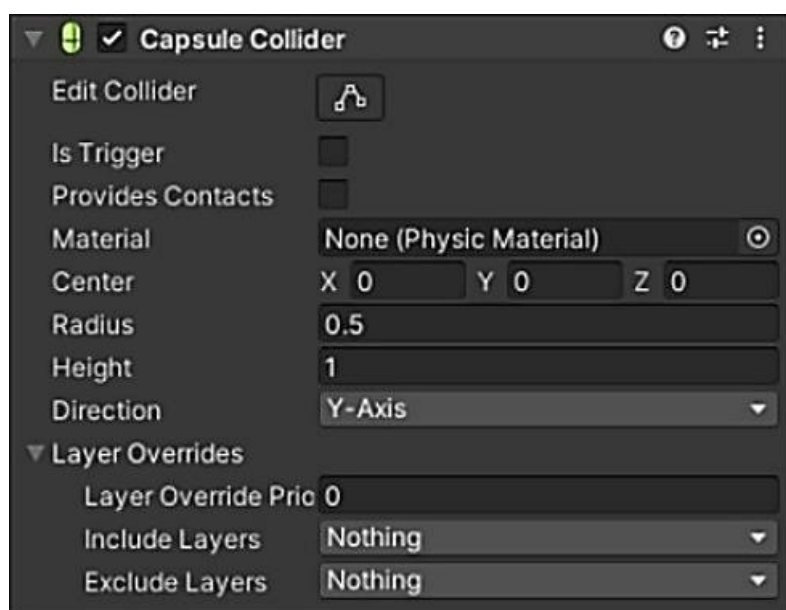 Capsule Collider
Edit Collider
Is Trigger
Provides Contacts
Material None (Physic Material)
Center X 0 Y 0 Z 0
Radius 0.5
Height 1
Direction Y-Axis
Layer Overrides
Layer Override Prio 0
Include Layers Nothing
Exclude Layers Nothing